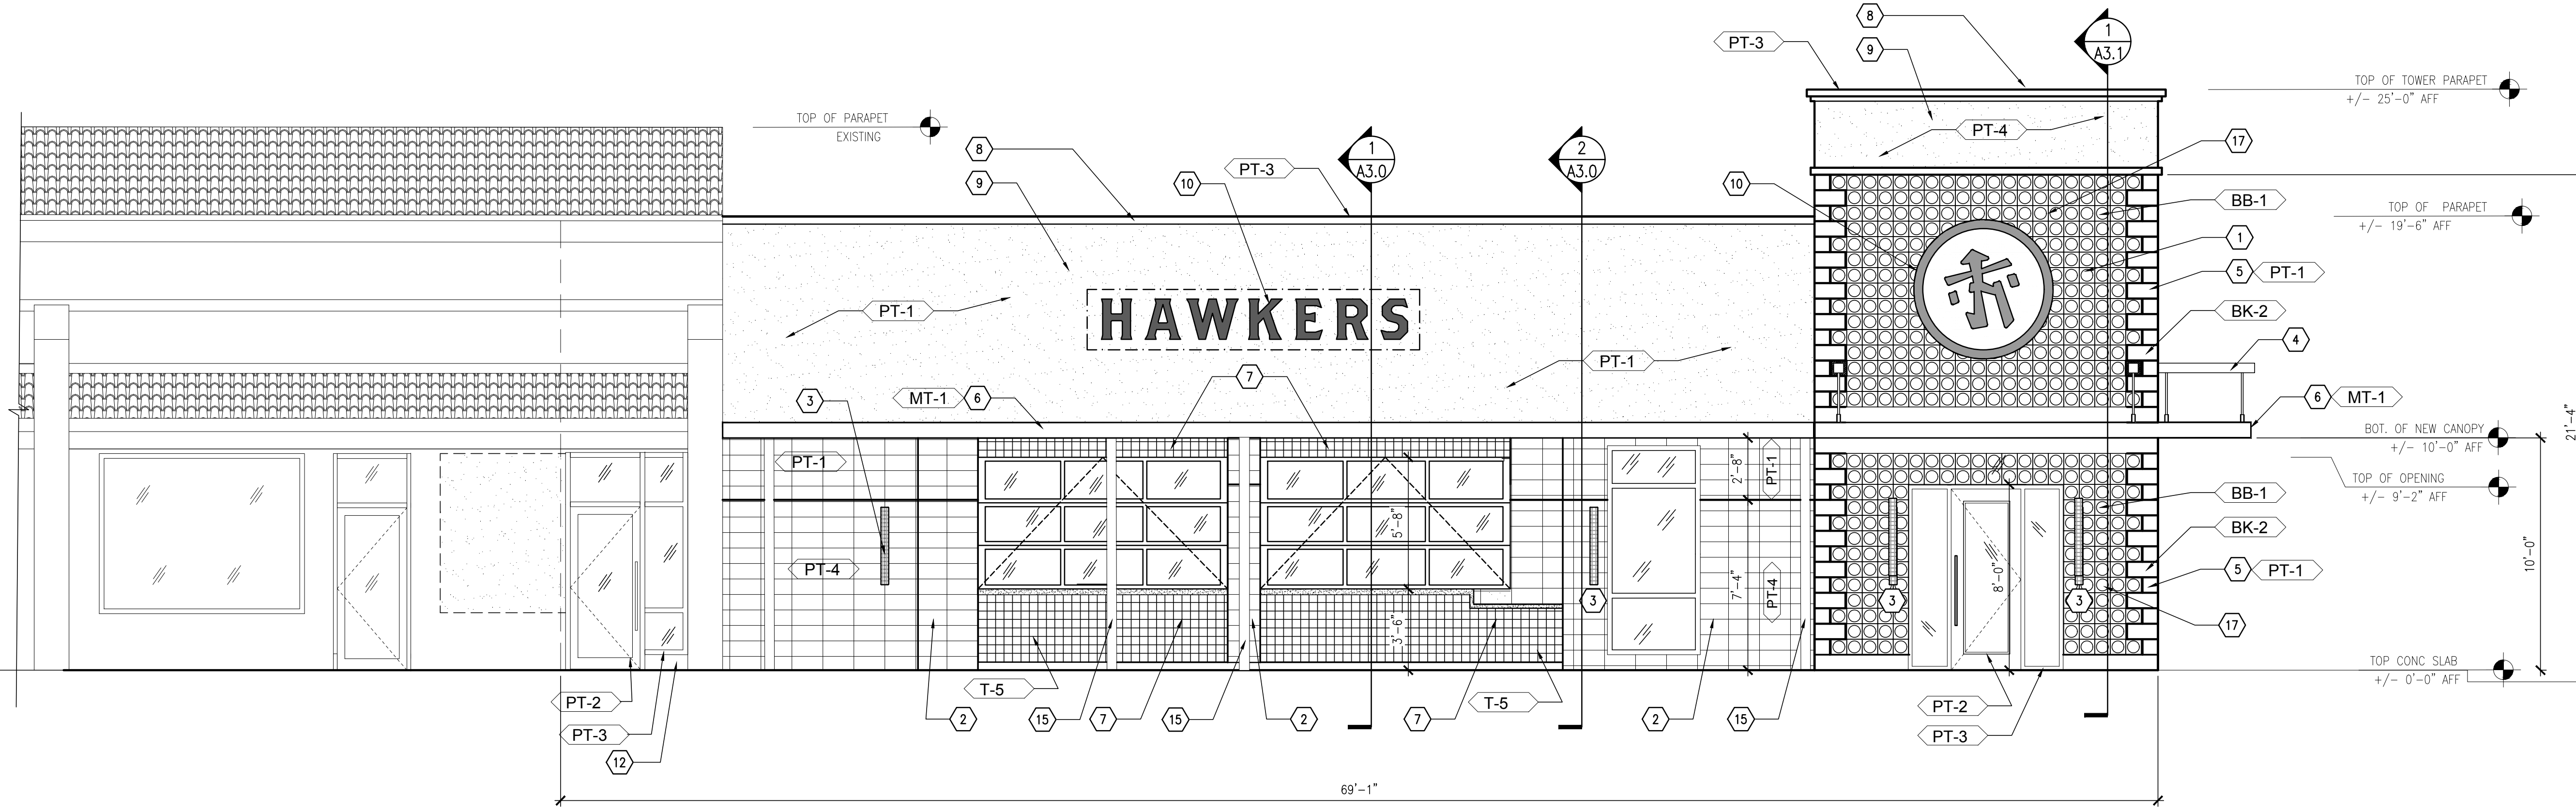 8
1
A3.1
PT-3
9
TOP OF TOWER PARAPET
+/- 25'-0" AFF
TOP OF PARAPET
EXISTING
PT-4
8
1
A3.0
2
A3.0
17
PT-3
9
10
10
BB-1
TOP OF PARAPET
+/- 19'-6" AFF
1
5 PT-1
PT-1
HAWKERS
BK-2
4
PT-1
7
3
MT-1 6
6 MT-1
21'-4"
BOT. OF NEW CANOPY
+/- 10'-0" AFF
PT-1
2'-8"
PT-1
TOP OF OPENING
+/- 9'-2" AFF
BB-1
5'-8"
BK-2
10'-0"
PT-4
7'-4"
PT-4
8'-0"
5 PT-1
3
3
3
3'-6"
17
TOP CONC SLAB
+/- 0'-0" AFF
T-5
T-5
PT-2
PT-2
2
15
7
15
2
7
2
15
PT-3
PT-3
12
69'-1"